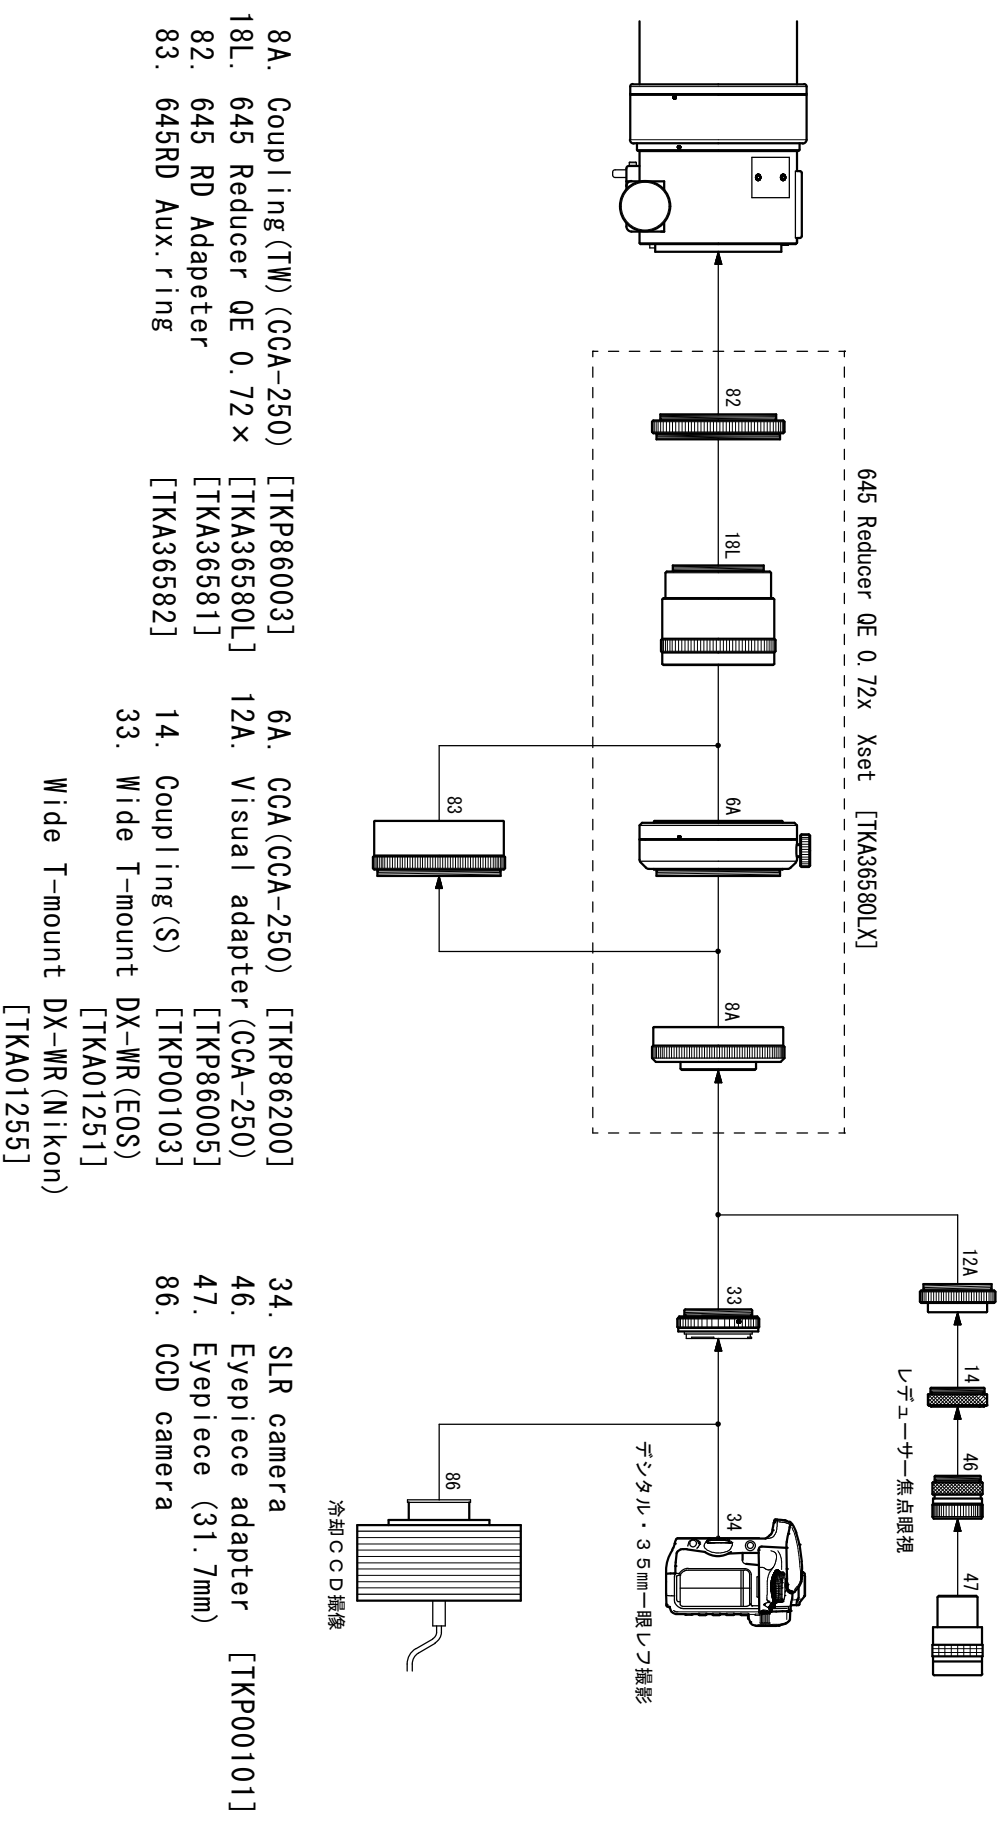 12A
14
46
47
レデューサー焦点眼視
645 Reducer QE 0.72x Xset [TKA36580LX]
82
18L
6A
8A
33
34
デジタル・３５㎜一眼レフ撮影
83
86
冷却ＣＣＤ撮像
8A. Coupling(TW)(CCA-250) [TKP86003]
18L. 645 Reducer QE 0.72× [TKA36580L]
82. 645 RD Adapeter [TKA36581]
83. 645RD Aux.ring [TKA36582]
6A. CCA(CCA-250) [TKP86200]
12A. Visual adapter(CCA-250)
[TKP86005]
14. Coupling(S) [TKP00103]
33. Wide T-mount DX-WR(EOS)
[TKA01251]
Wide T-mount DX-WR(Nikon)
[TKA01255]
34. SLR camera
46. Eyepiece adapter [TKP00101]
47. Eyepiece (31.7mm)
86. CCD camera